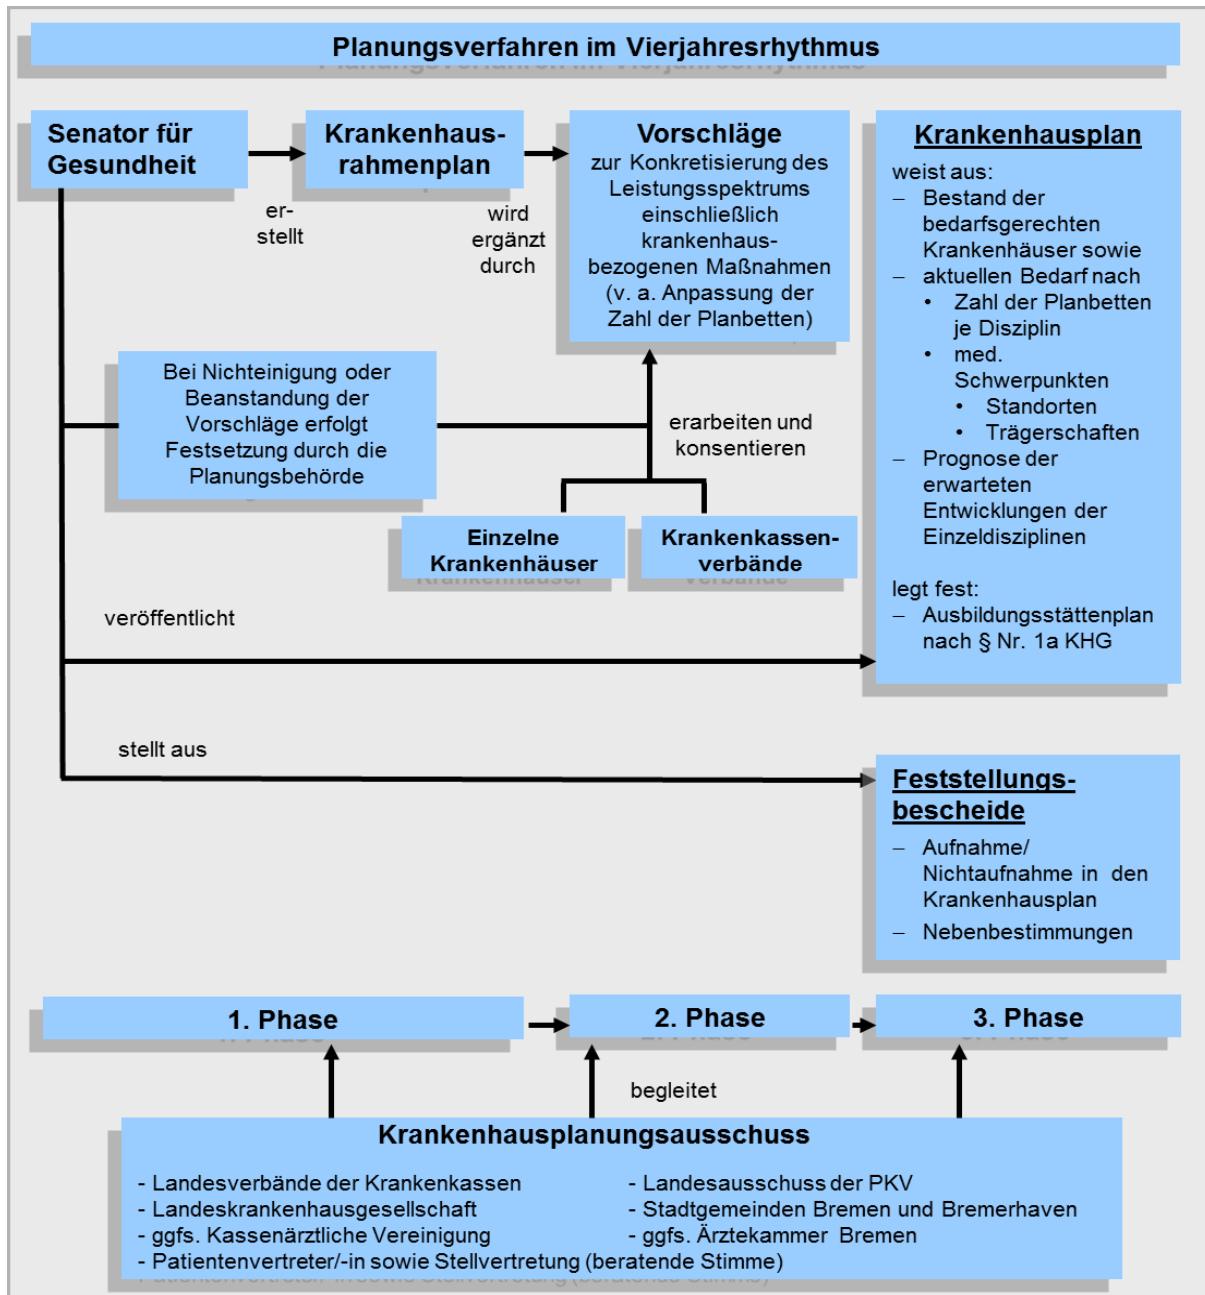 Planungsverfahren im Vierjahresrhythmus
Senator für
Gesundheit
er-
stellt
Krankenhaus-
rahmenplan
wird
ergänzt
durch
Vorschläge
zur Konkretisierung des
Leistungsspektrums
einschließlich
krankenhaus-
bezogenen Maßnahmen
(v. a. Anpassung der
Zahl der Planbetten)
Bei Nichteinigung oder
Beanstandung der
Vorschläge erfolgt
Festsetzung durch die
Planungsbehörde
erarbeiten und
konsentieren
Einzelne
Krankenhäuser
Krankenkassen-
verbände
veröffentlicht
Krankenhausplan
weist aus:
– Bestand der
bedarfsgerechten
Krankenhäuser sowie
– aktuellen Bedarf nach
• Zahl der Planbetten
je Disziplin
• med.
Schwerpunkten
• Standorten
• Trägerschaften
– Prognose der
erwarteten
Entwicklungen der
Einzeldisziplinen
legt fest:
– Ausbildungsstättenplan
nach § Nr. 1a KHG
stellt aus
Feststellungs-
bescheide
– Aufnahme/
Nichtaufnahme in den
Krankenhausplan
– Nebenbestimmungen
1. Phase
2. Phase
3. Phase
begleitet
Krankenhausplanungsausschuss
- Landesverbände der Krankenkassen
- Landeskrankenhausgesellschaft
- ggfs. Kassenärztliche Vereinigung
- Patientenvertreter/-in sowie Stellvertretung (beratende Stimme)
- Landesausschuss der PKV
- Stadtgemeinden Bremen und Bremerhaven
- ggfs. Ärztekammer Bremen